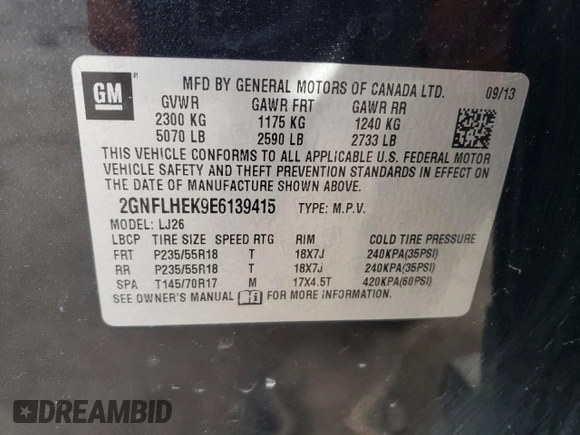 GM
MFD BY GENERAL MOTORS OF CANADA LTD. 09/13
GVWR GAWR FRT GAWR RR
2300 KG 1175 KG 1240 KG
5070 LB 2590 LB 2733 LB
THIS VEHICLE CONFORMS TO ALL APPLICABLE U.S. FEDERAL MOTOR
VEHICLE SAFETY AND THEFT PREVENTION STANDARDS IN EFFECT ON
THE DATE OF MANUFACTURE SHOWN ABOVE.
2GNFLHEK9E6139415 TYPE: M.P.V.
MODEL: LJ26
LBCP TIRE SIZE SPEED RTG RIM COLD TIRE PRESSURE
FRT P235/55R18 T 18X7J 240KPA(35PSI)
RR P235/55R18 T 18X7J 240KPA(35PSI)
SPA T145/70R17 M 17X4.5T 420KPA(60PSI)
SEE OWNER'S MANUAL FOR MORE INFORMATION.
DREAMBID